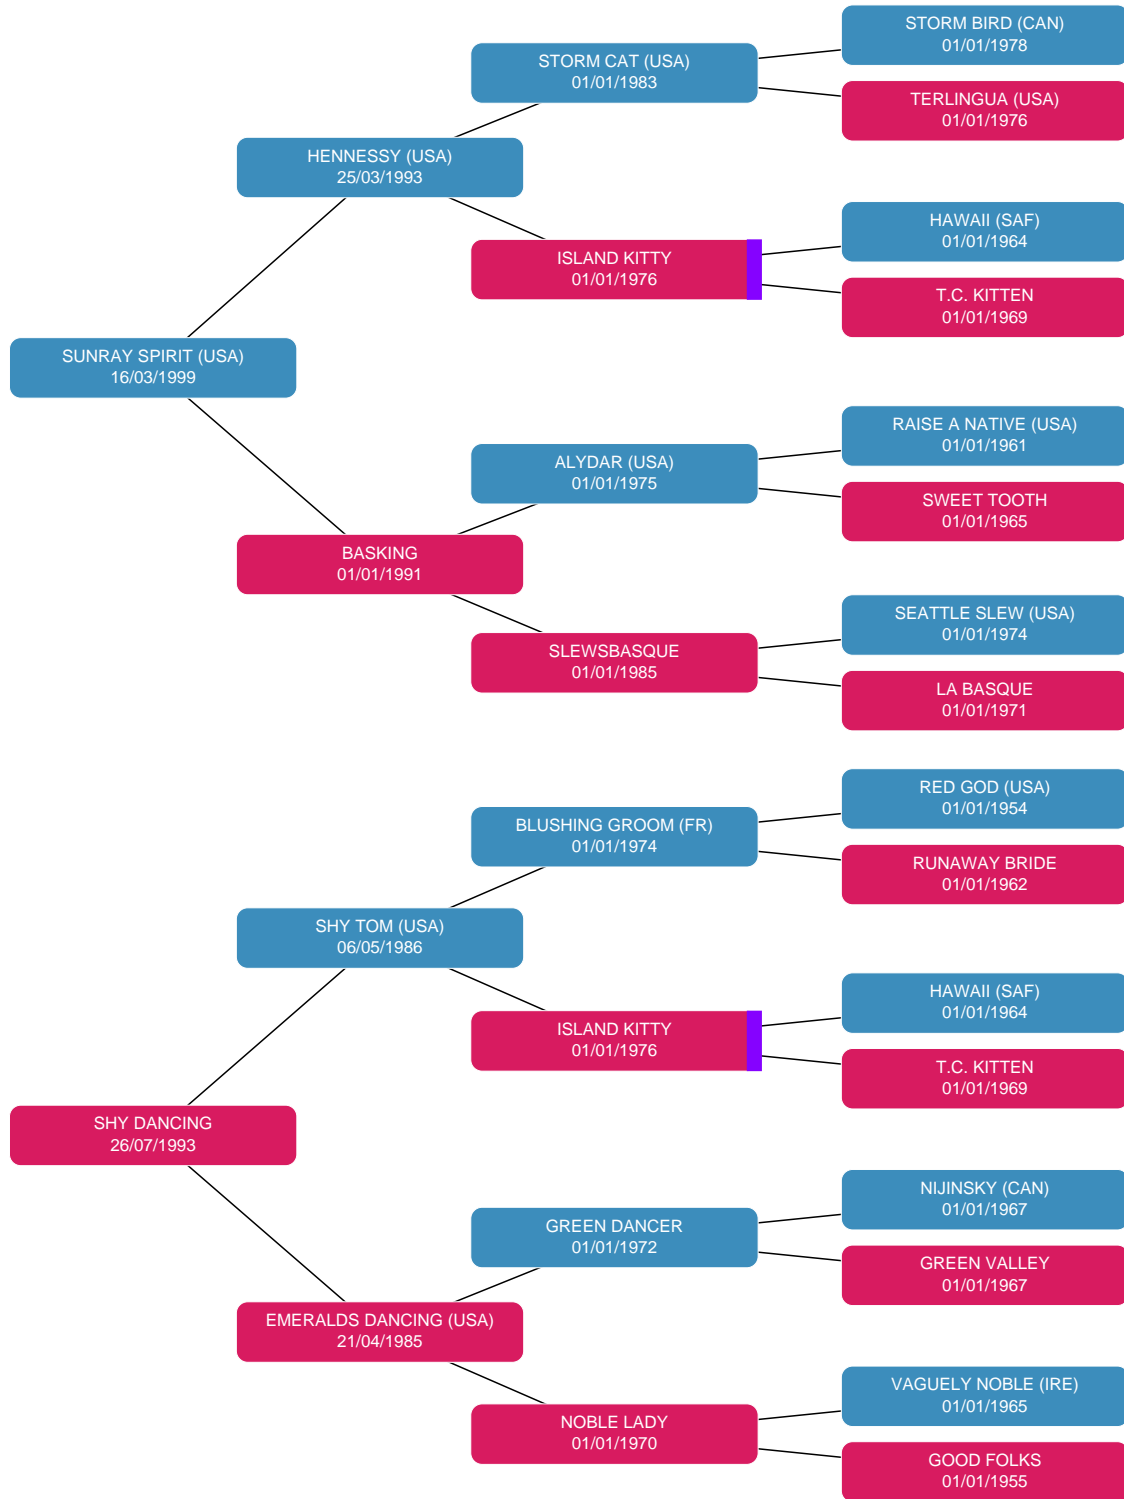 STORM BIRD (CAN)
01/01/1978
STORM CAT (USA)
01/01/1983
TERLINGUA (USA)
01/01/1976
HENNESSY (USA)
25/03/1993
HAWAII (SAF)
01/01/1964
ISLAND KITTY
01/01/1976
T.C. KITTEN
01/01/1969
SUNRAY SPIRIT (USA)
16/03/1999
RAISE A NATIVE (USA)
01/01/1961
ALYDAR (USA)
01/01/1975
SWEET TOOTH
01/01/1965
BASKING
01/01/1991
SEATTLE SLEW (USA)
01/01/1974
SLEWSBASQUE
01/01/1985
LA BASQUE
01/01/1971
RED GOD (USA)
01/01/1954
BLUSHING GROOM (FR)
01/01/1974
RUNAWAY BRIDE
01/01/1962
SHY TOM (USA)
06/05/1986
HAWAII (SAF)
01/01/1964
ISLAND KITTY
01/01/1976
T.C. KITTEN
01/01/1969
SHY DANCING
26/07/1993
NIJINSKY (CAN)
01/01/1967
GREEN DANCER
01/01/1972
GREEN VALLEY
01/01/1967
EMERALDS DANCING (USA)
21/04/1985
VAGUELY NOBLE (IRE)
01/01/1965
NOBLE LADY
01/01/1970
GOOD FOLKS
01/01/1955